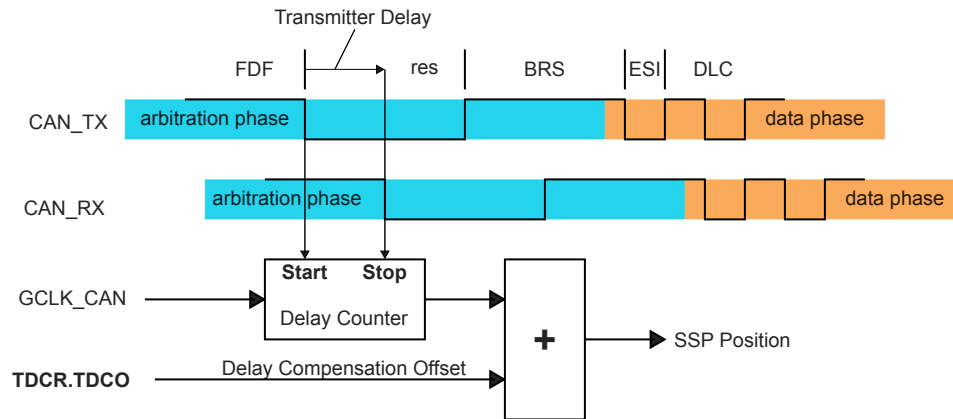 Transmitter Delay
FDF
res
BRS
ESI
DLC
CAN_TX
arbitration phase
data phase
CAN_RX
arbitration phase
data phase
Start
Stop
GCLK_CAN
Delay Counter
+
SSP Position
TDCR.TDCO
Delay Compensation Offset